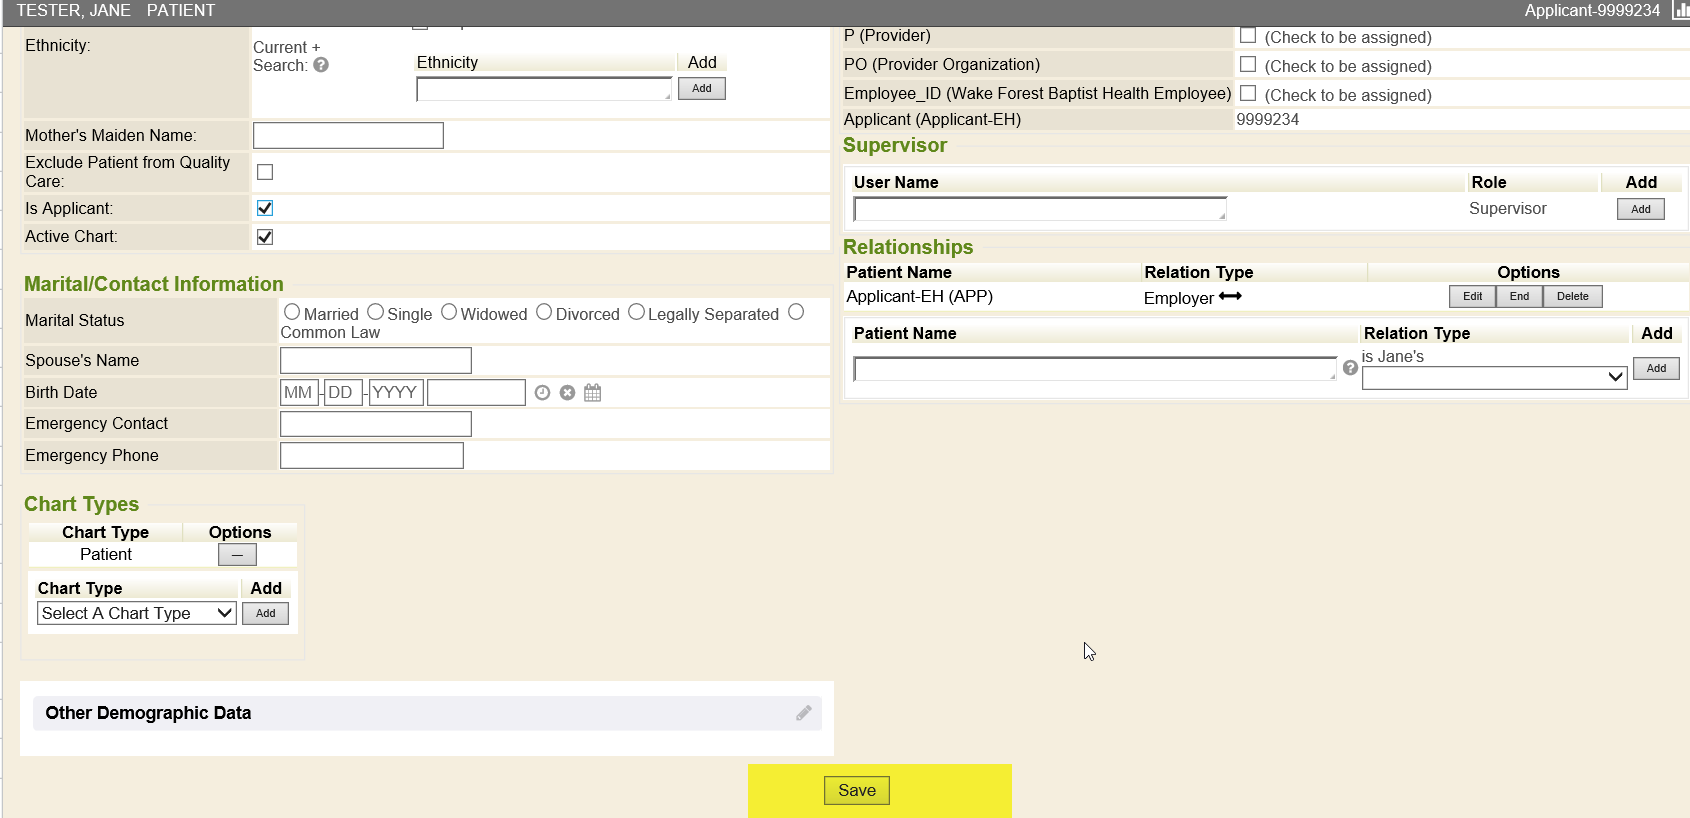 TESTER, JANE PATIENT
Applicant-9999234
Ethnicity:
Current +
Search:
Ethnicity Add
Add
Mother's Maiden Name:
Exclude Patient from Quality
Care:
Is Applicant:
Active Chart:
Marital/Contact Information
Marital Status
Married Single Widowed Divorced Legally Separated
Common Law
Spouse's Name
Birth Date
MM - DD - YYYY
Emergency Contact
Emergency Phone
Chart Types
Chart Type Options
Patient —
Chart Type Add
Select A Chart Type Add
Other Demographic Data
P (Provider) (Check to be assigned)
PO (Provider Organization) (Check to be assigned)
Employee_ID (Wake Forest Baptist Health Employee) (Check to be assigned)
Applicant (Applicant-EH) 9999234
Supervisor
User Name Role Add
Supervisor Add
Relationships
Patient Name Relation Type Options
Applicant-EH (APP) Employer Edit End Delete
Patient Name Relation Type Add
is Jane's
Add
Save